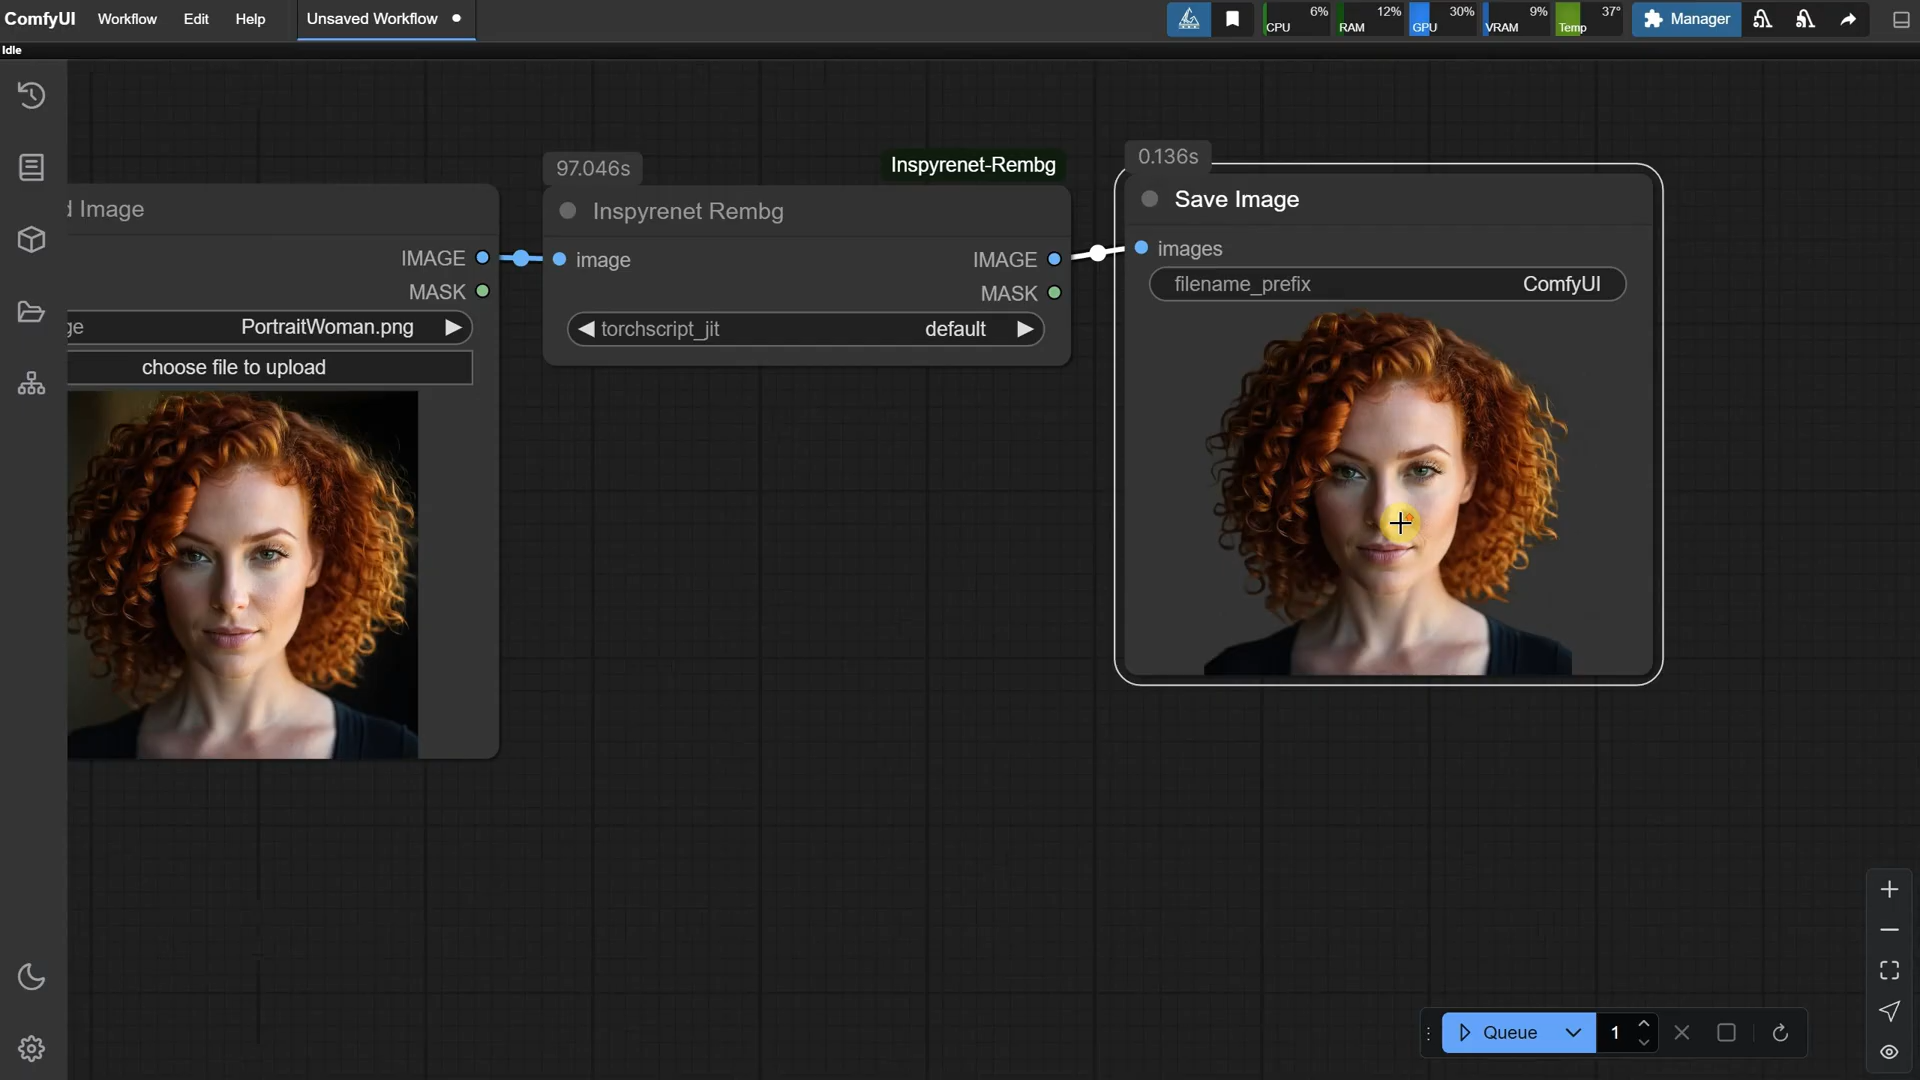 ComfyUI Workflow Edit Help Unsaved Workflow
6% CPU 12% RAM 30% GPU 9% VRAM 37° Temp Manager
Idle
97.046s Inspyrenet-Rembg
0.136s
d Image
Inspyrenet Rembg
Save Image
IMAGE
MASK
image IMAGE
MASK
images
filename_prefix ComfyUI
ge PortraitWoman.png
torchscript_jit default
choose file to upload
Queue 1